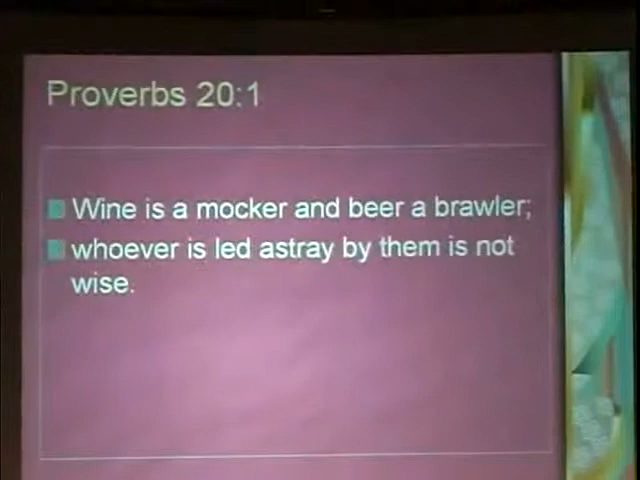 Proverbs 20:1
Wine is a mocker and beer a brawler;
whoever is led astray by them is not
wise.